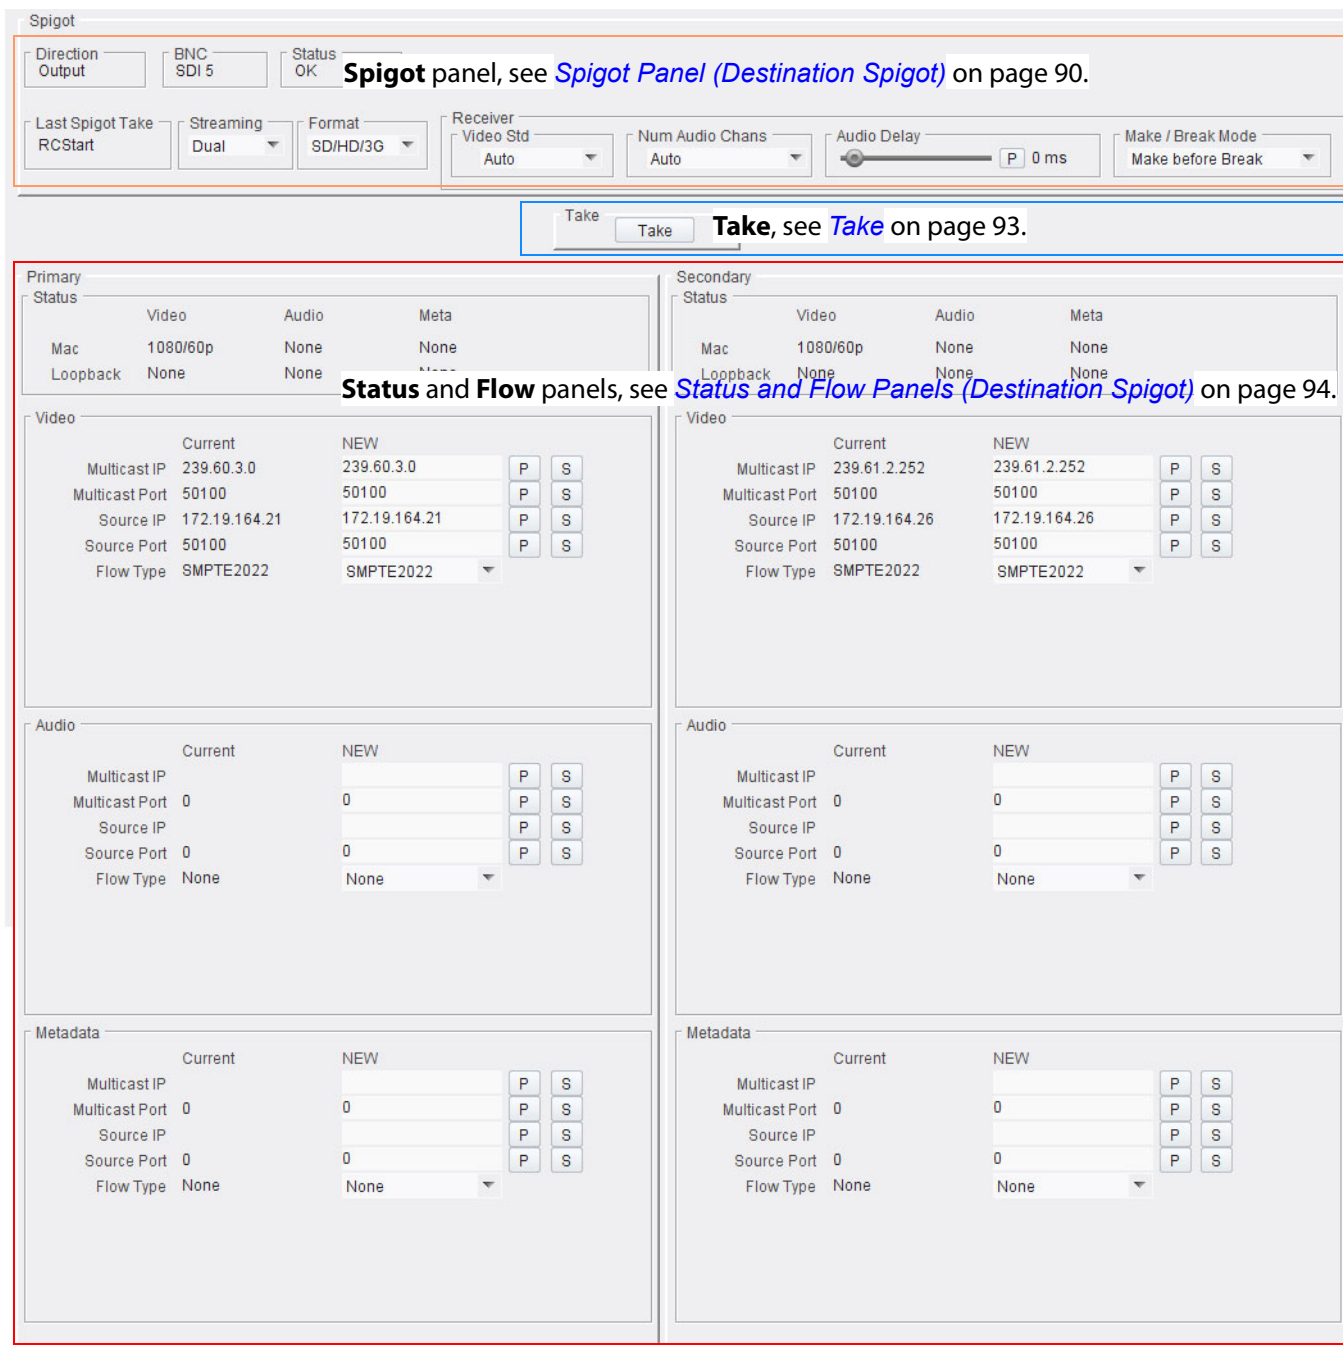 Spigot
Direction BNC Status
Output SDI 5 OK
Spigot panel, see Spigot Panel (Destination Spigot) on page 90.
Last Spigot Take Streaming Format Receiver
Video Std Num Audio Chans Audio Delay Make / Break Mode
RCStart Dual SD/HD/3G Auto Auto P 0 ms Make before Break
Take
Take
Take, see Take on page 93.
Primary
Status
Video Audio Meta
Mac 1080/60p None None
Loopback None None
Secondary
Status
Video Audio Meta
Mac 1080/60p None None
Loopback None None None
Status and Flow panels, see Status and Flow Panels (Destination Spigot) on page 94.
Video
Current NEW
Multicast IP 239.60.3.0 239.60.3.0 P S
Multicast Port 50100 50100 P S
Source IP 172.19.164.21 172.19.164.21 P S
Source Port 50100 50100 P S
Flow Type SMPTE2022 SMPTE2022
Video
Current NEW
Multicast IP 239.61.2.252 239.61.2.252 P S
Multicast Port 50100 50100 P S
Source IP 172.19.164.26 172.19.164.26 P S
Source Port 50100 50100 P S
Flow Type SMPTE2022 SMPTE2022
Audio
Current NEW
Multicast IP P S
Multicast Port 0 0 P S
Source IP P S
Source Port 0 0 P S
Flow Type None None
Audio
Current NEW
Multicast IP P S
Multicast Port 0 0 P S
Source IP P S
Source Port 0 0 P S
Flow Type None None
Metadata
Current NEW
Multicast IP P S
Multicast Port 0 0 P S
Source IP P S
Source Port 0 0 P S
Flow Type None None
Metadata
Current NEW
Multicast IP P S
Multicast Port 0 0 P S
Source IP P S
Source Port 0 0 P S
Flow Type None None